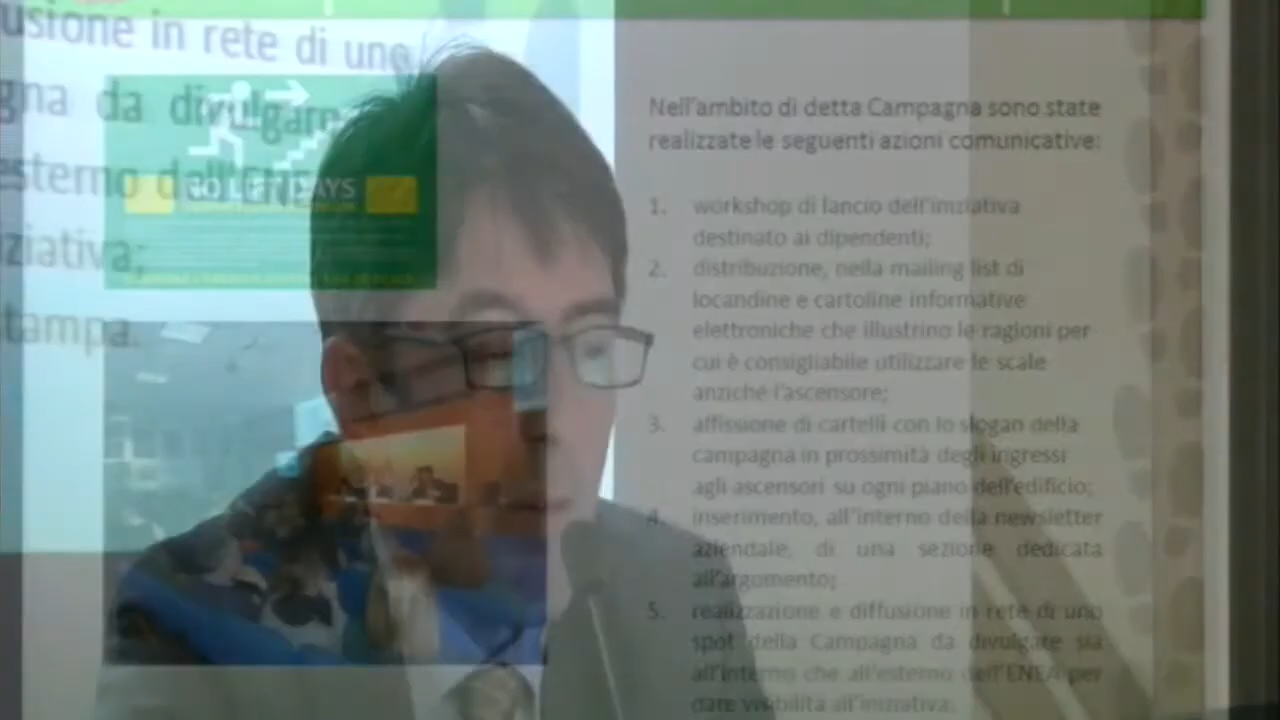 usione in rete di uno
gna da divulgarne
esterno dell'ENEA
iziativa;
tampa.
NO LIFT DAYS
Nell'ambito di detta Campagna sono state
realizzate le seguenti azioni comunicative:
1. workshop di lancio dell'iniziativa
destinato ai dipendenti;
2. distribuzione, nella mailing list di
locandine e cartoline informative
elettroniche che illustrino le ragioni per
cui è consigliabile utilizzare le scale
anziché l'ascensore;
3. affissione di cartelli con lo slogan della
campagna in prossimità degli ingressi
agli ascensori su ogni piano dell'edificio;
4. inserimento, all'interno della newsletter
aziendale, di una sezione dedicata
all'argomento;
5. realizzazione e diffusione in rete di uno
spot della Campagna da divulgare sia
all'interno che all'esterno dell'ENEA per
dare visibilità all'iniziativa;